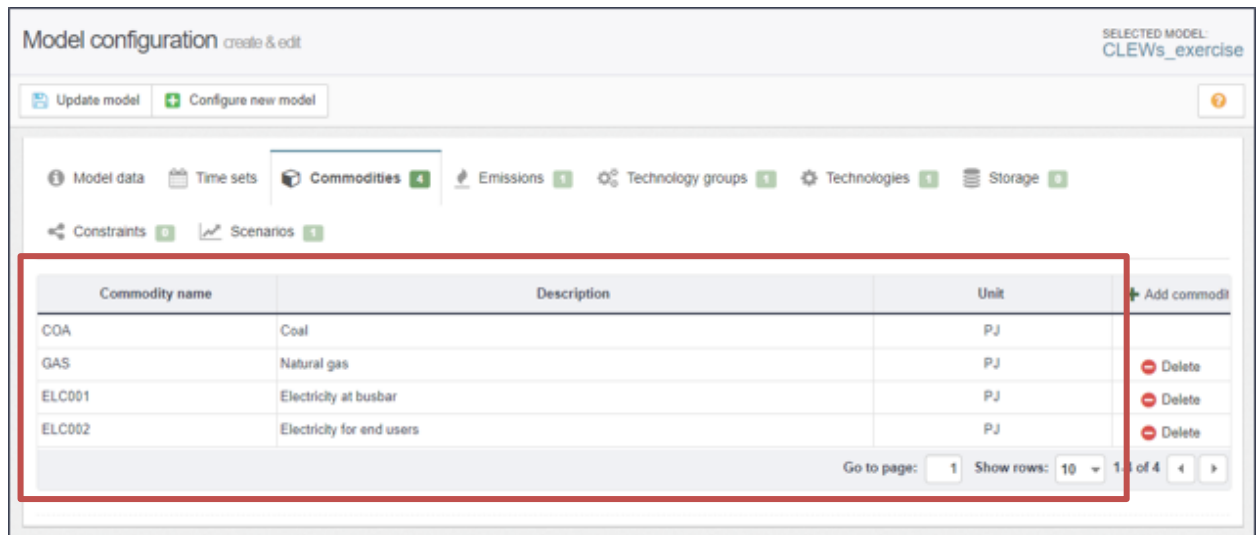 Model configuration create & edit
SELECTED MODEL:
CLEWs_exercise
Update model Configure new model
Model data Time sets Commodities 4 Emissions 1 Technology groups 1 Technologies 1 Storage 0
Constraints 0 Scenarios 1
Commodity name Description Unit Add commodit
COA Coal PJ
GAS Natural gas PJ Delete
ELC001 Electricity at busbar PJ Delete
ELC002 Electricity for end users PJ Delete
Go to page: 1 Show rows: 10 of 4